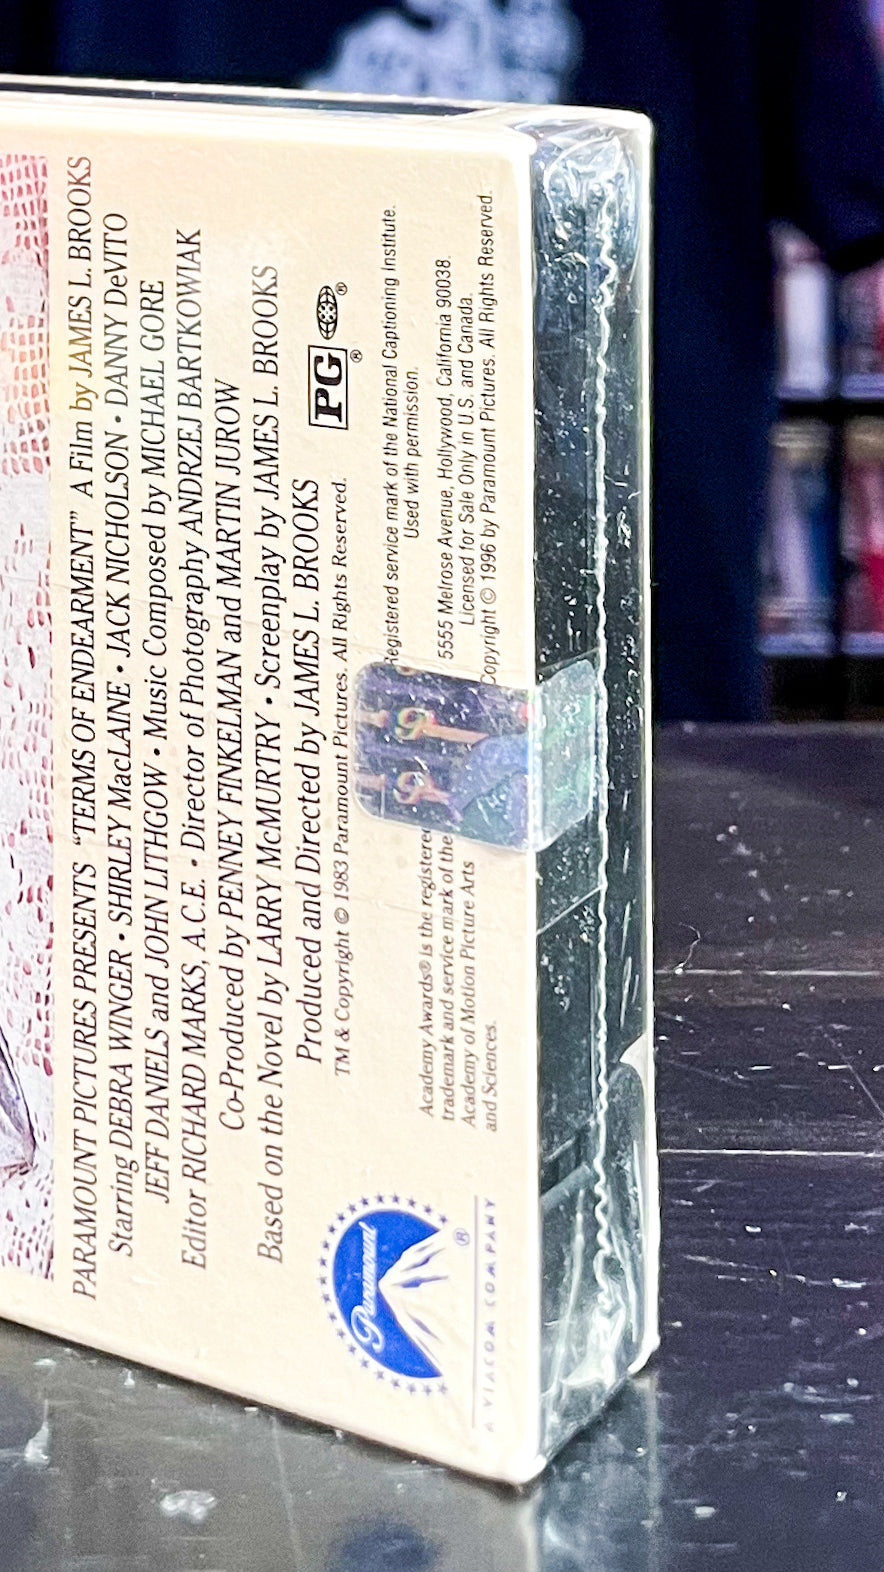 PARAMOUNT PICTURES PRESENTS "TERMS OF ENDEARMENT" A Film by JAMES L. BROOKS
Starring DEBRA WINGER • SHIRLEY MacLAINE • JACK NICHOLSON • DANNY DeVITO
JEFF DANIELS and JOHN LITHGOW • Music Composed by MICHAEL GORE
Editor RICHARD MARKS, A.C.E. • Director of Photography ANDRZEJ BARTKOWIAK
Co-Produced by PENNEY FINKELMAN and MARTIN JUROW
Based on the Novel by LARRY McMURTRY • Screenplay by JAMES L. BROOKS
Produced and Directed by JAMES L. BROOKS
PG ® ®
TM & Copyright © 1983 Paramount Pictures. All Rights Reserved.
Registered service mark of the National Captioning Institute.
Used with permission.
5555 Melrose Avenue, Hollywood, California 90038.
Licensed for Sale Only in U.S. and Canada.
Copyright © 1996 by Paramount Pictures. All Rights Reserved.
Academy Awards® is the registered
trademark and service mark of the
Academy of Motion Picture Arts
and Sciences.
Paramount ®
A VIACOM COMPANY